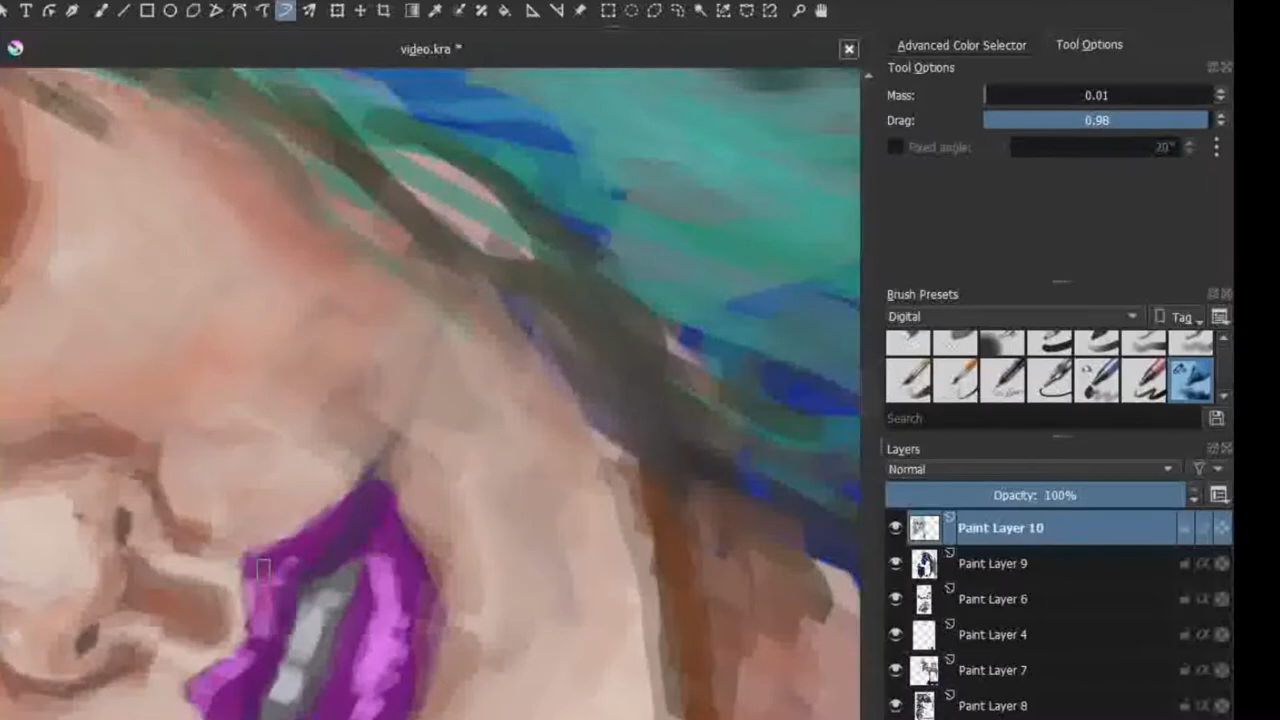 video.kra *
Advanced Color Selector
Tool Options
Tool Options
Mass: 0.01
Drag: 0.98
Fixed angle: 20°
Brush Presets
Digital
Tag
Search
Layers
Normal
Opacity: 100%
Paint Layer 10
Paint Layer 9
Paint Layer 6
Paint Layer 4
Paint Layer 7
Paint Layer 8